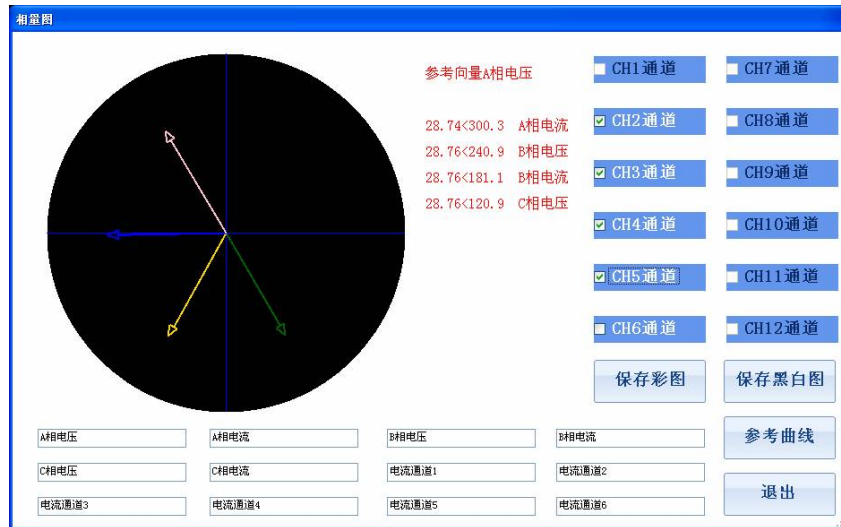 相量图
参考向量A相电压
28.74<300.3 A相电流
28.76<240.9 B相电压
28.76<181.1 B相电流
28.76<120.9 C相电压
CH1通道 CH7通道
CH2通道 CH8通道
CH3通道 CH9通道
CH4通道 CH10通道
CH5通道 CH11通道
CH6通道 CH12通道
保存彩图 保存黑白图
参考曲线
退出
A相电压 A相电流 B相电压 B相电流
C相电压 C相电流 电流通道1 电流通道2
电流通道3 电流通道4 电流通道5 电流通道6